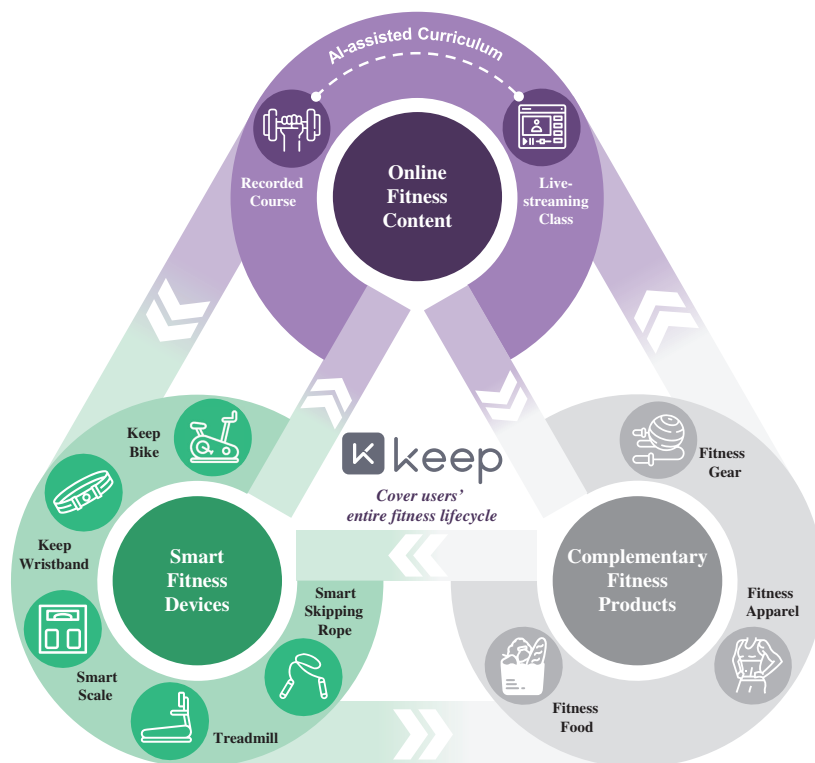 AI-assisted Curriculum
Recorded
Course
Online
Fitness
Content
Live-
streaming
Class
Keep
Bike
Keep
Wristband
Smart
Fitness
Devices
Smart
Skipping
Rope
Smart
Scale
Treadmill
K keep
Cover users'
entire fitness lifecycle
Fitness
Gear
Complementary
Fitness
Products
Fitness
Apparel
Fitness
Food